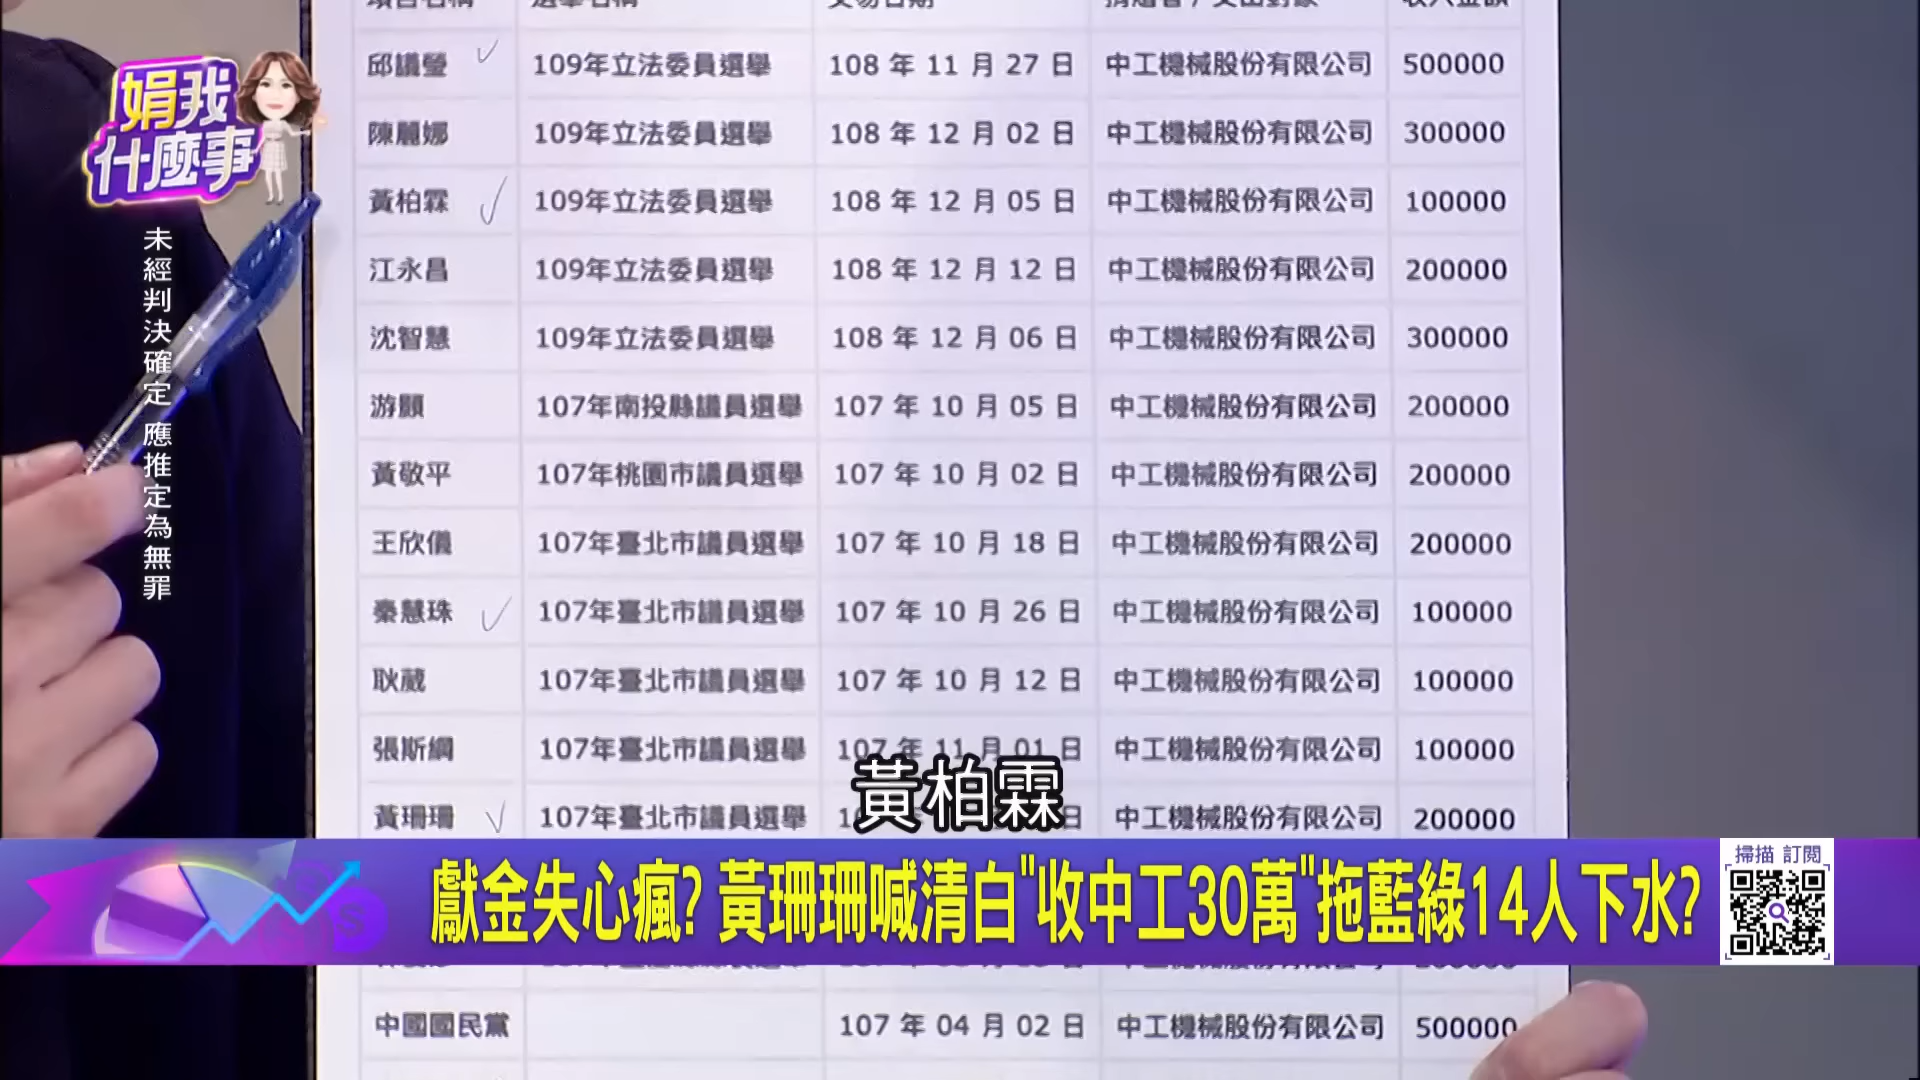 娟我
什麼事
未經判決確定 應推定為無罪
邱議瑩 109年立法委員選舉 108 年 11 月 27 日 中工機械股份有限公司 500000
陳麗娜 109年立法委員選舉 108 年 12 月 02 日 中工機械股份有限公司 300000
黃柏霖 109年立法委員選舉 108 年 12 月 05 日 中工機械股份有限公司 100000
江永昌 109年立法委員選舉 108 年 12 月 12 日 中工機械股份有限公司 200000
沈智慧 109年立法委員選舉 108 年 12 月 06 日 中工機械股份有限公司 300000
游顥 107年南投縣議員選舉 107 年 10 月 05 日 中工機械股份有限公司 200000
黃敬平 107年桃園市議員選舉 107 年 10 月 02 日 中工機械股份有限公司 200000
王欣儀 107年臺北市議員選舉 107 年 10 月 18 日 中工機械股份有限公司 200000
秦慧珠 107年臺北市議員選舉 107 年 10 月 26 日 中工機械股份有限公司 100000
耿葳 107年臺北市議員選舉 107 年 10 月 12 日 中工機械股份有限公司 100000
張斯綱 107年臺北市議員選舉 107 年 11 月 01 日 中工機械股份有限公司 100000
黃珊珊 107年臺北市議員選舉 日 中工機械股份有限公司 200000
黃柏霖
獻金失心瘋? 黃珊珊喊清白"收中工30萬"拖藍綠14人下水?
掃描 訂閱
中國國民黨 107 年 04 月 02 日 中工機械股份有限公司 500000